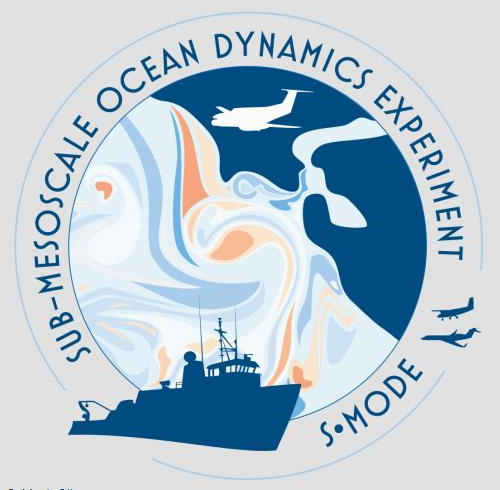 SUB-MESOSCALE OCEAN DYNAMICS EXPERIMENT
S•MODE